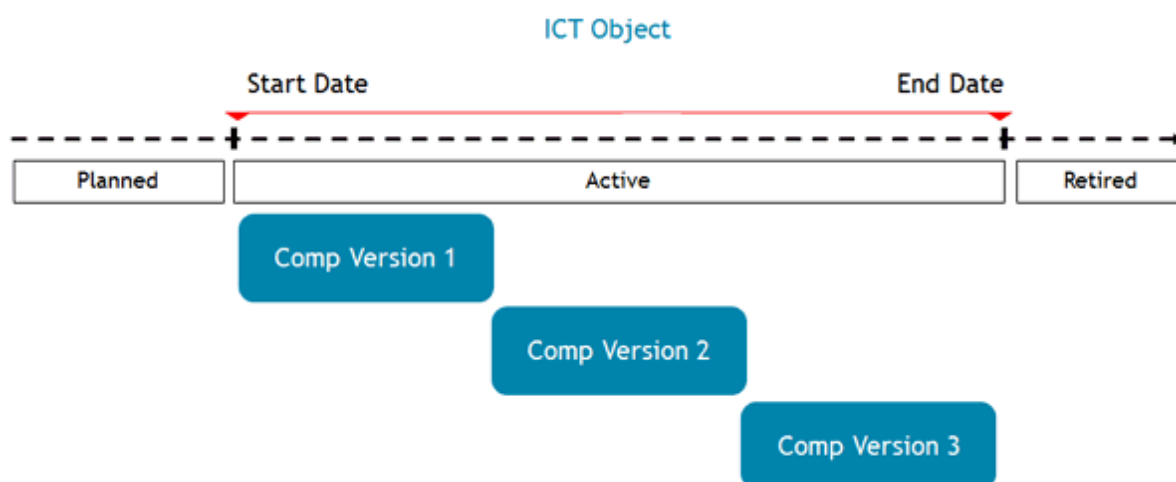 ICT Object
Start Date End Date
Planned Active Retired
Comp Version 1
Comp Version 2
Comp Version 3